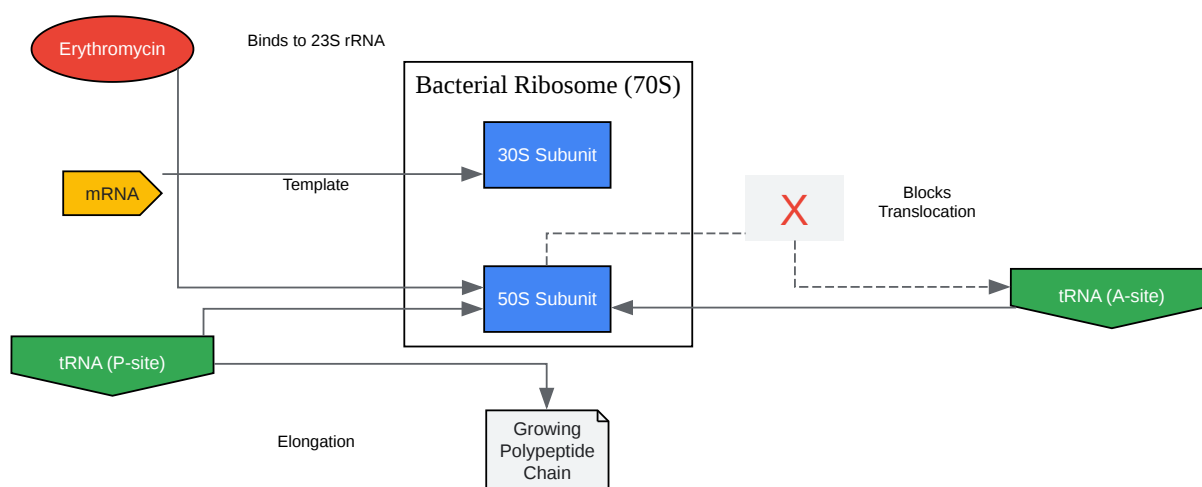 Erythromycin
Binds to 23S rRNA
Bacterial Ribosome (70S)
30S Subunit
mRNA
Template
X
Blocks
Translocation
50S Subunit
tRNA (A-site)
tRNA (P-site)
Elongation
Growing
Polypeptide
Chain